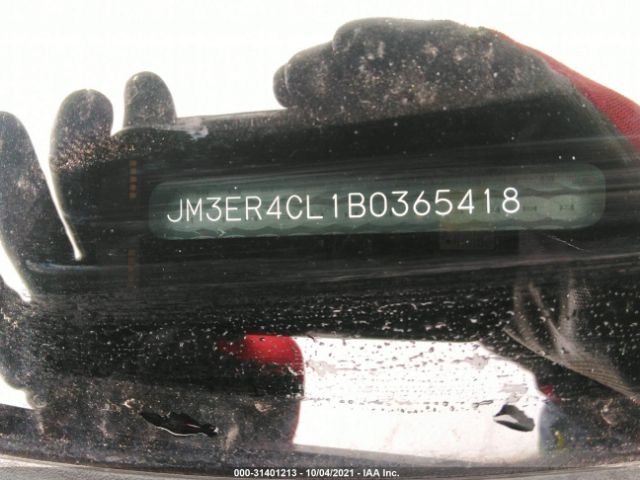 JM3ER4CL1B0365418
000-31401213 - 10/04/2021 - IAA Inc.